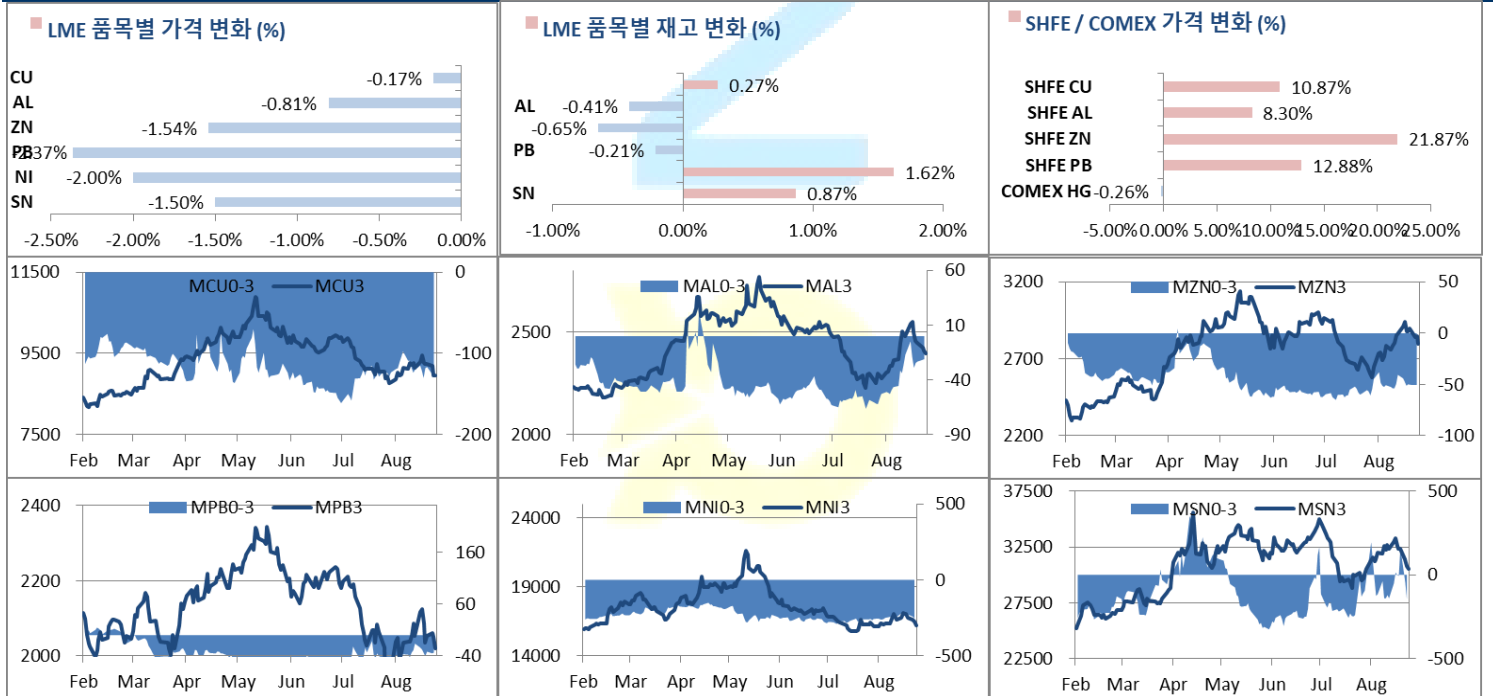 LME 품목별 가격 변화 (%)
CU -0.17%
AL -0.81%
ZN -1.54%
PB -2.37%
NI -2.00%
SN -1.50%
-2.50% -2.00% -1.50% -1.00% -0.50% 0.00%
LME 품목별 재고 변화 (%)
0.27%
AL -0.41%
-0.65%
PB -0.21%
1.62%
SN 0.87%
-1.00% 0.00% 1.00% 2.00%
SHFE / COMEX 가격 변화 (%)
SHFE CU 10.87%
SHFE AL 8.30%
SHFE ZN 21.87%
SHFE PB 12.88%
COMEX HG -0.26%
-5.00% 0.00% 5.00% 10.00% 15.00% 20.00% 25.00%
MCU0-3 MCU3
11500 0
9500 -100
7500 -200
Feb Mar Apr May Jun Jul Aug
MAL0-3 MAL3
60
2500 10
-40
2000 -90
Feb Mar Apr May Jun Jul Aug
MZN0-3 MZN3
3200 50
0
2700
-50
2200 -100
Feb Mar Apr May Jun Jul Aug
MPB0-3 MPB3
2400
160
2200
60
2000 -40
Feb Mar Apr May Jun Jul Aug
MNI0-3 MNI3
500
24000
0
19000
14000 -500
Feb Mar Apr May Jun Jul Aug
MSN0-3 MSN3
37500 500
32500
0
27500
22500 -500
Feb Mar Apr May Jun Jul Aug